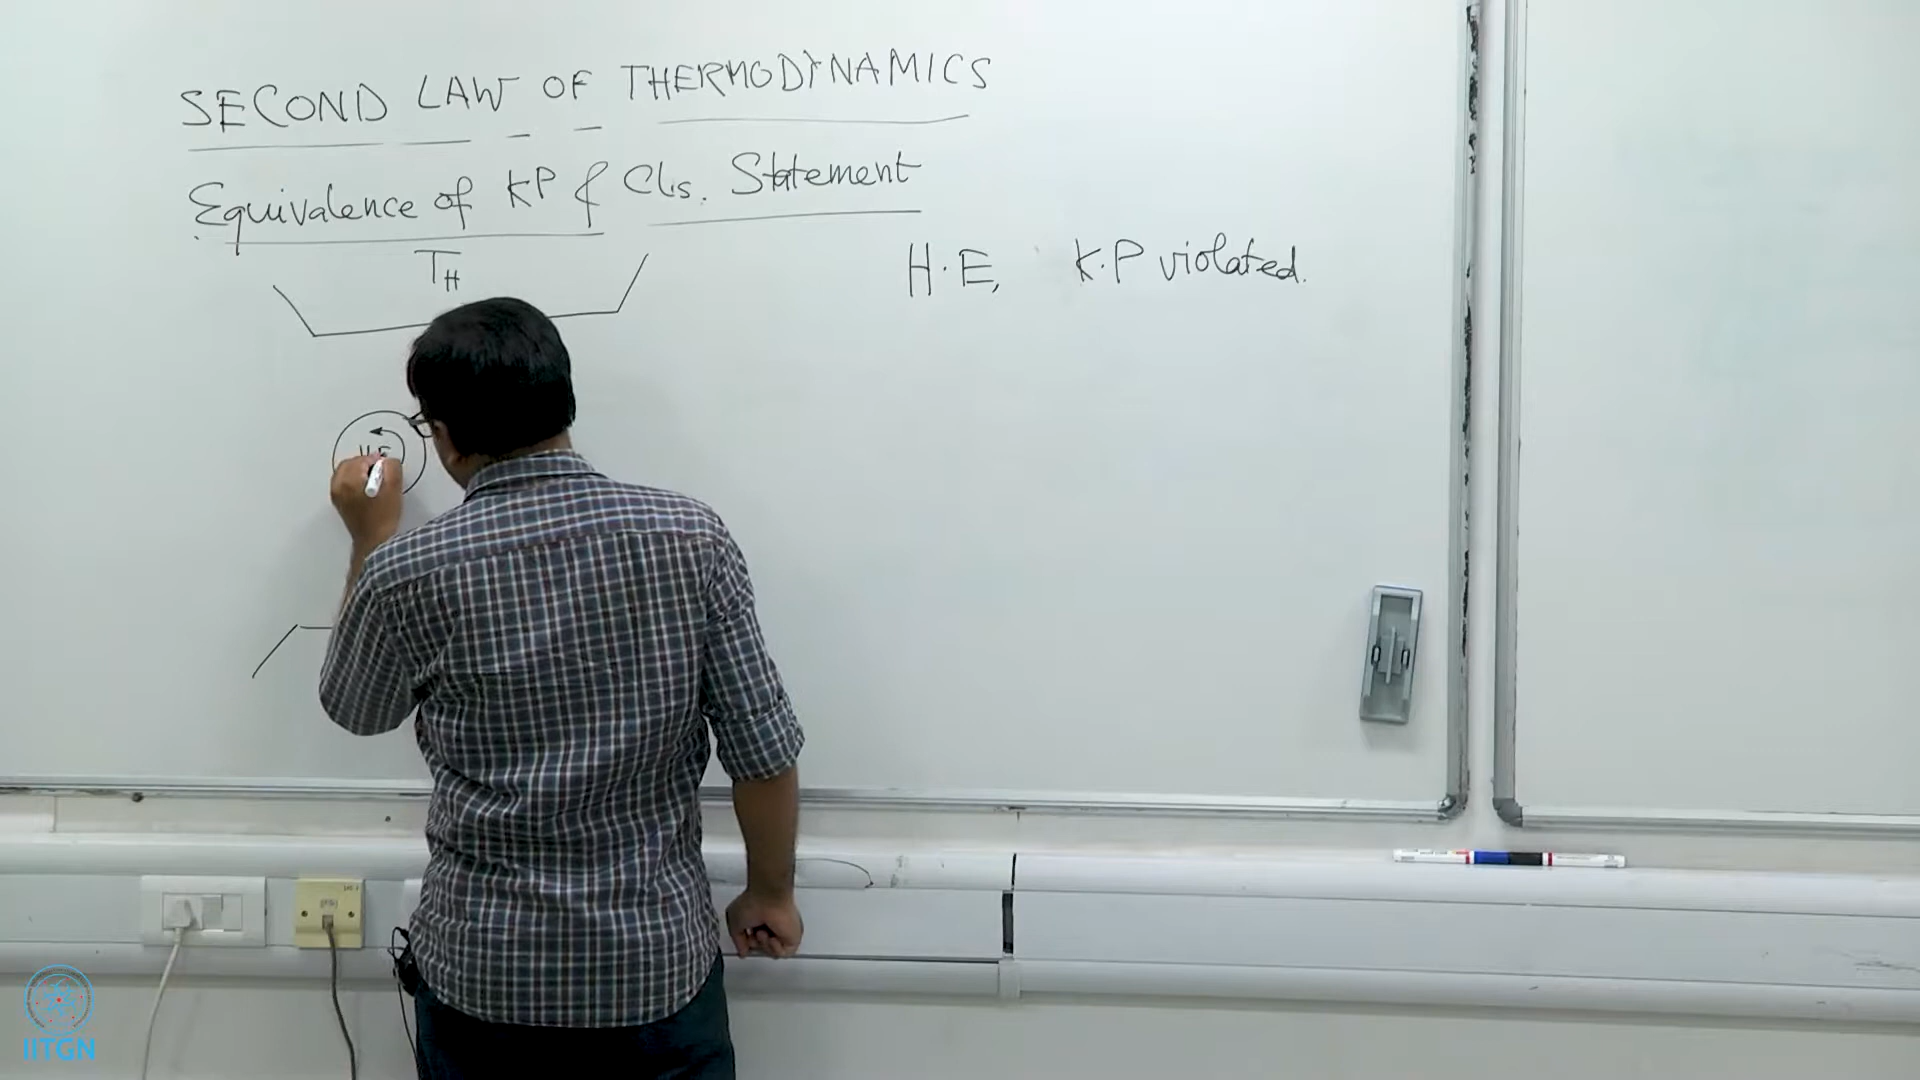 SECOND LAW OF THERMODYNAMICS
Equivalence of KP & Cls. Statement
TH
H.E, K.P violated.
H.E
IITGN